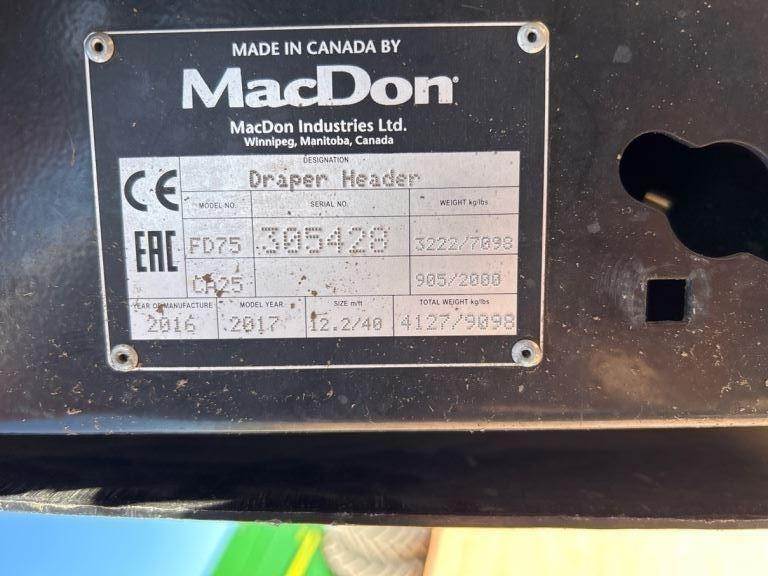 MADE IN CANADA BY
MacDon
MacDon Industries Ltd.
Winnipeg, Manitoba, Canada
CE
EAC
DESIGNATION
Draper Header
MODEL NO. SERIAL NO. WEIGHT kg/lbs
FD75 305428 3222/7098
CA25 905/2000
YEAR OF MANUFACTURE MODEL YEAR SIZE m/ft TOTAL WEIGHT kg/lbs
2016 2017 12.2/40 4127/9098